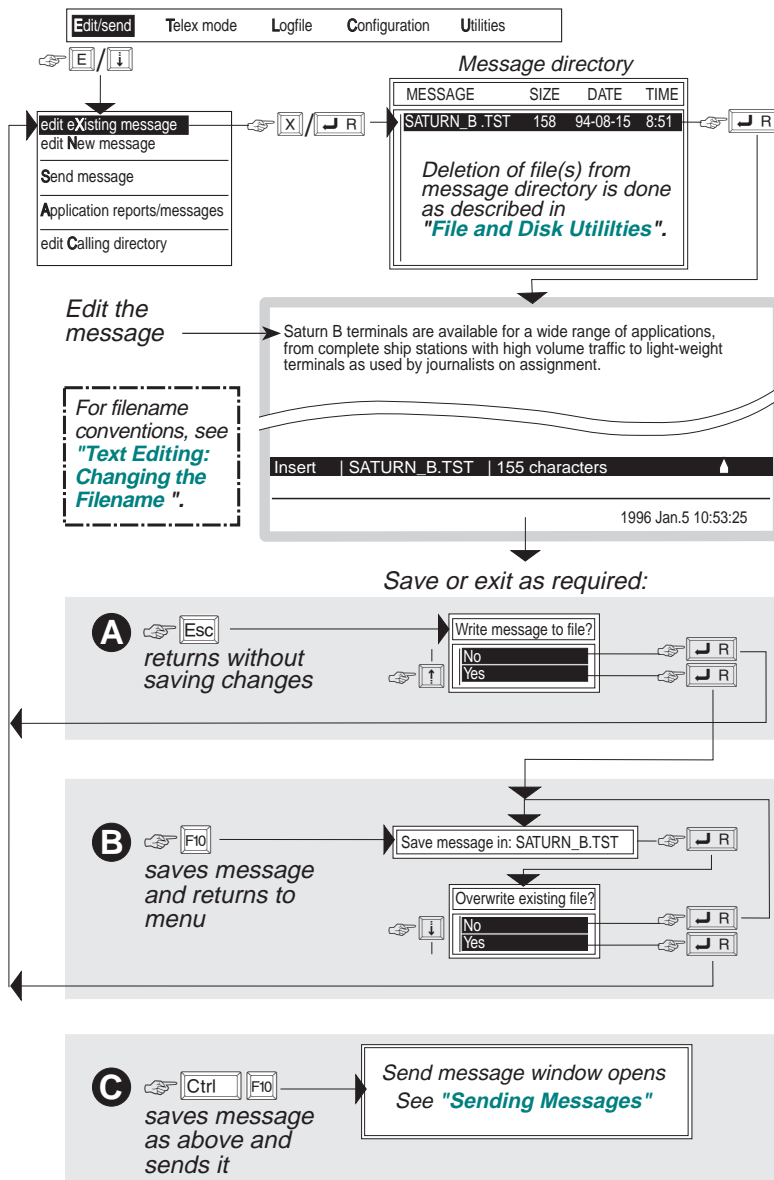 Edit/send Telex mode Logfile Configuration Utilities
E / ↓
Message directory
MESSAGE SIZE DATE TIME
SATURN_B .TST 158 94-08-15 8:51
R
edit eXisting message
X / R
edit New message
Send message
Application reports/messages
edit Calling directory
Deletion of file(s) from
message directory is done
as described in
"File and Disk Utililties".
Edit the
message
Saturn B terminals are available for a wide range of applications,
from complete ship stations with high volume traffic to light-weight
terminals as used by journalists on assignment.
For filename
conventions, see
"Text Editing:
Changing the
Filename ".
Insert | SATURN_B.TST | 155 characters
1996 Jan.5 10:53:25
Save or exit as required:
A Esc
returns without
saving changes
Write message to file?
No
R
Yes
R
↑
B F10
saves message
and returns to
menu
Save message in: SATURN_B.TST
R
Overwrite existing file?
No
R
Yes
R
↓
C Ctrl F10
saves message
as above and
sends it
Send message window opens
See "Sending Messages"